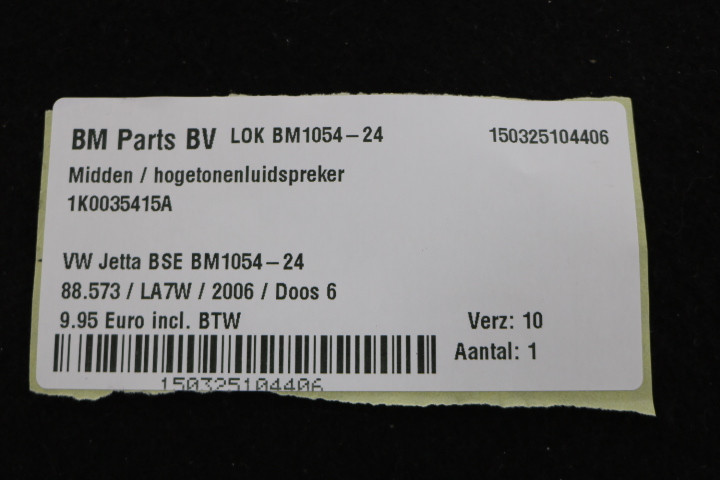 BM Parts BV LOK BM1054-24 150325104406
Midden / hogetonenluidspreker
1K0035415A
VW Jetta BSE BM1054-24
88.573 / LA7W / 2006 / Doos 6
9.95 Euro incl. BTW Verz: 10
Aantal: 1
150325104406